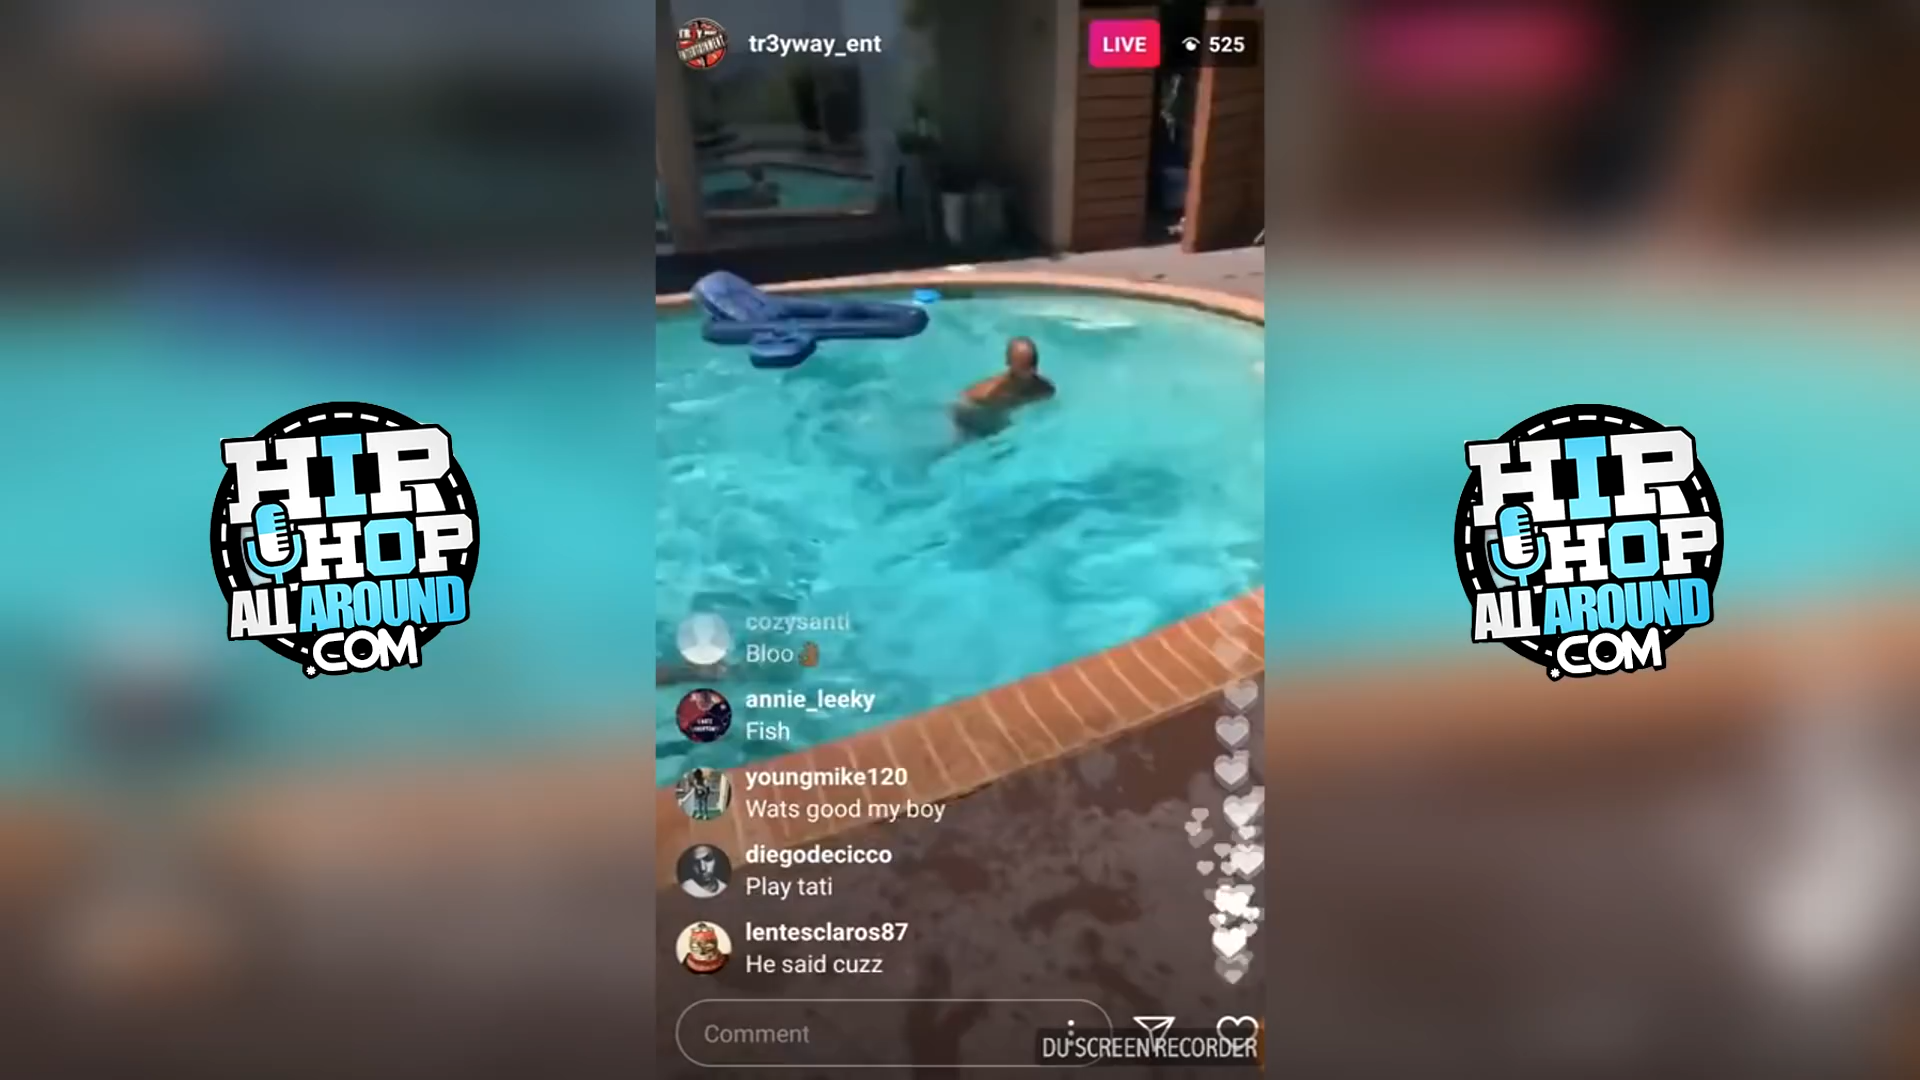 tr3yway_ent
LIVE
525
HIP
HOP
ALL AROUND
.COM
HIP
HOP
ALL AROUND
.COM
cozysanti
Bloo
annie_leeky
Fish
youngmike120
Wats good my boy
diegodecicco
Play tati
lentesclaros87
He said cuzz
Comment
DU SCREEN RECORDER